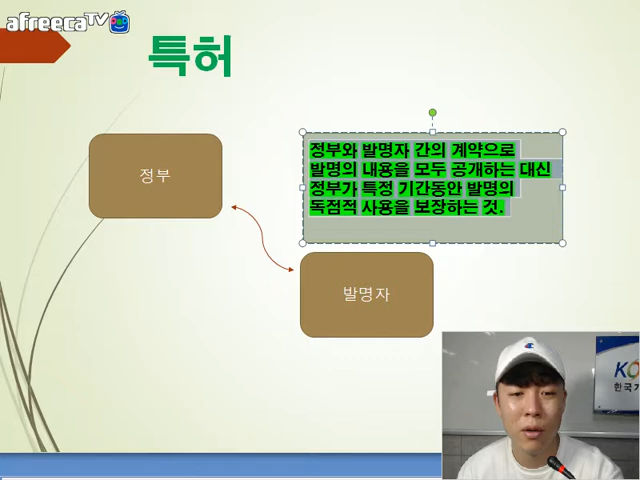 afreecaTV
특허
정부
정부와 발명자 간의 계약으로
발명의 내용을 모두 공개하는 대신
정부가 특정 기간동안 발명의
독점적 사용을 보장하는 것.
발명자
한국기